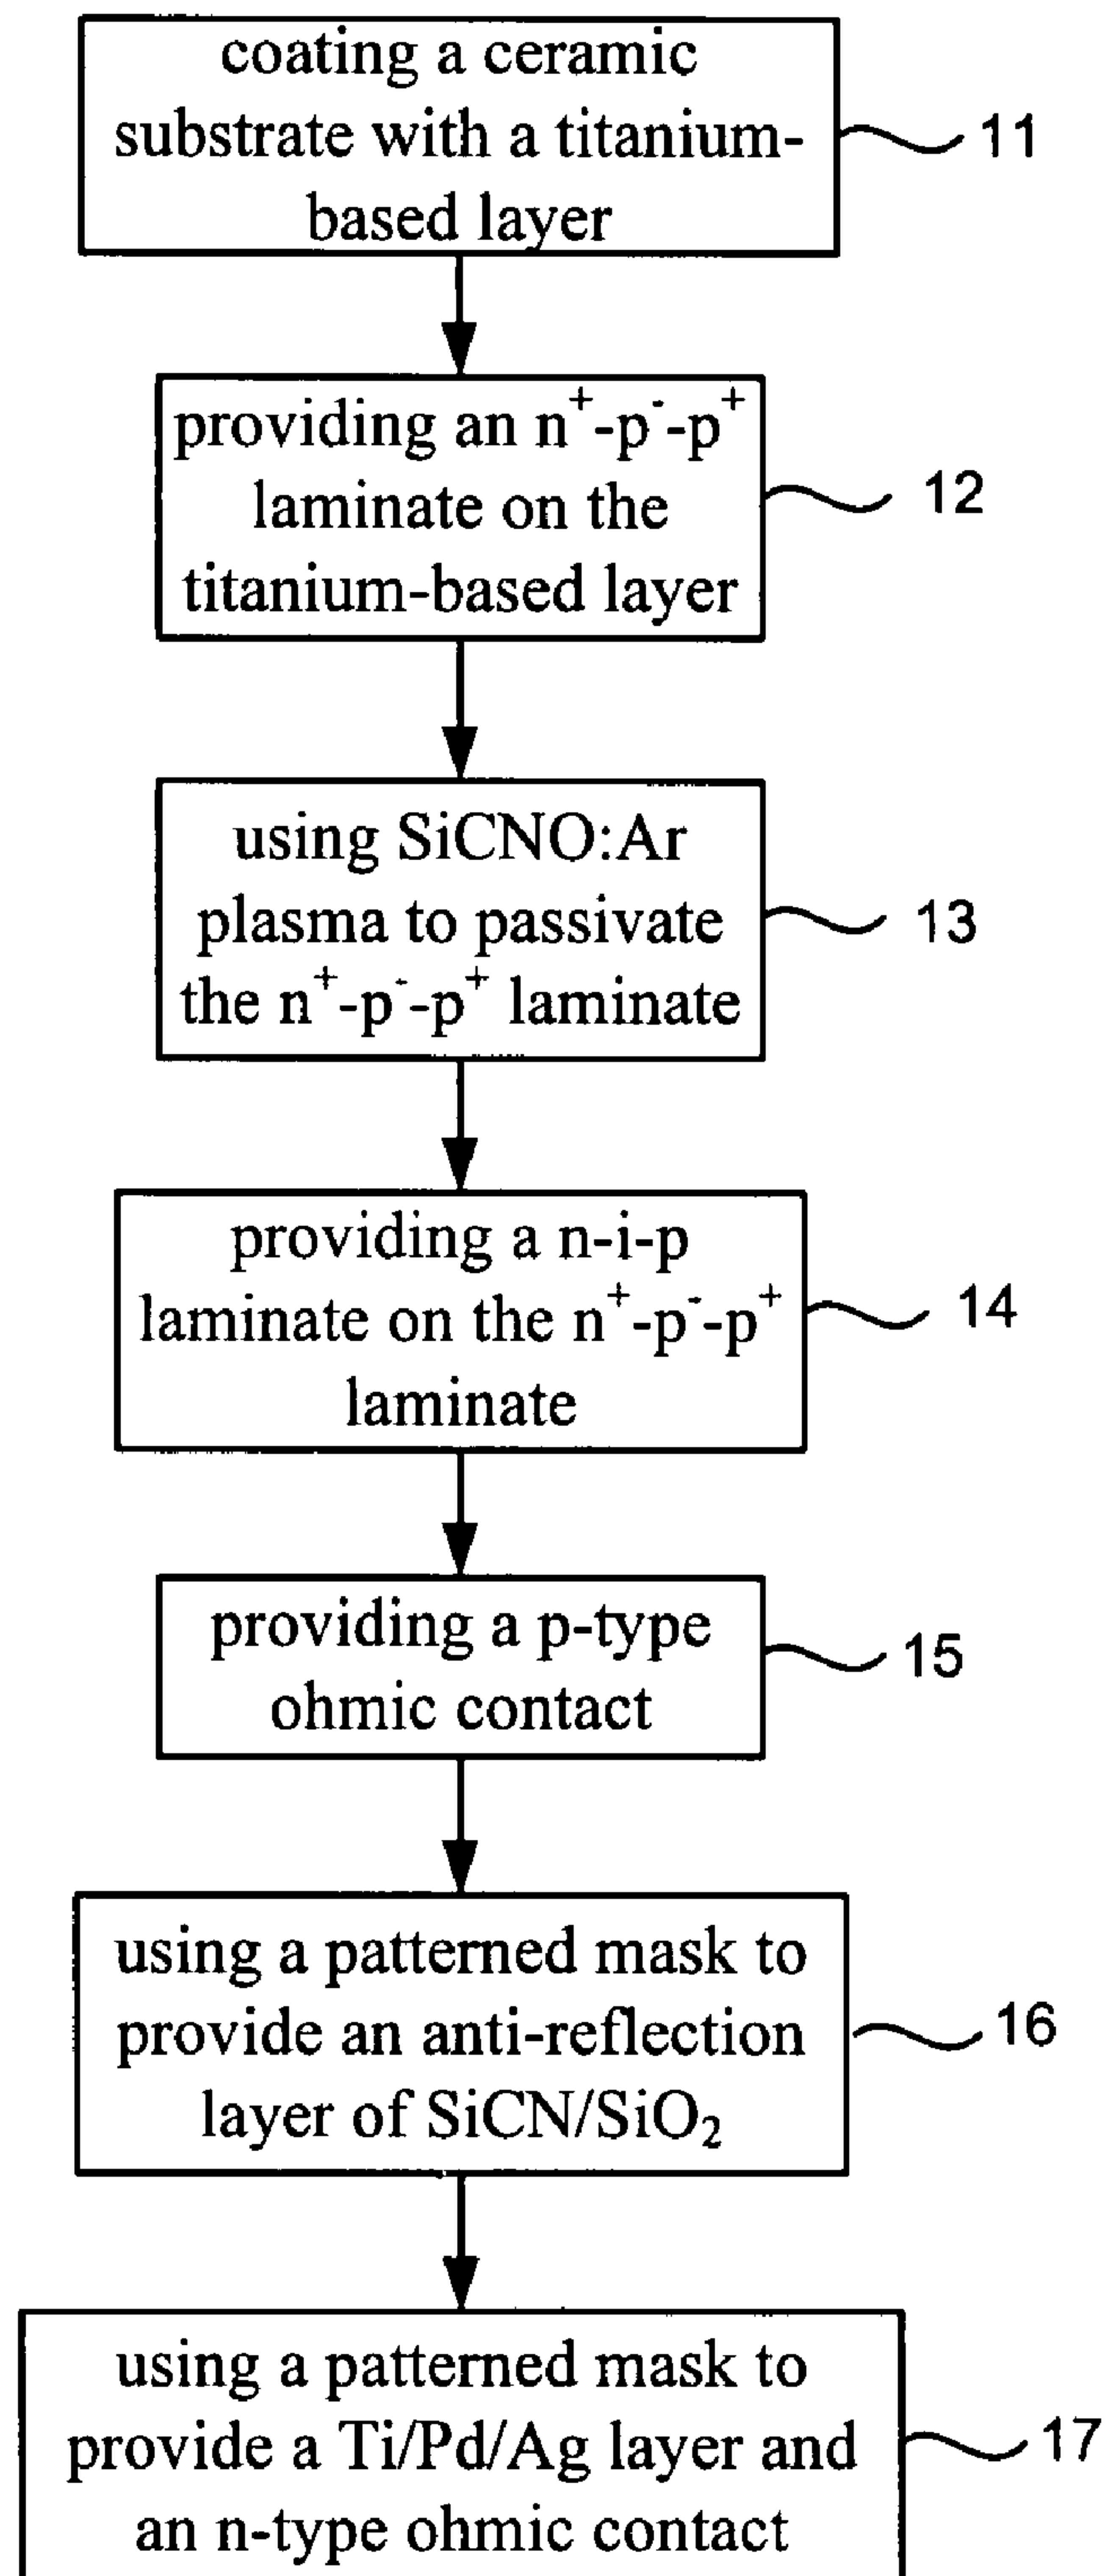 coating a ceramic
substrate with a titanium-
based layer
11
providing an n⁺-p⁻-p⁺
laminate on the
titanium-based layer
12
using SiCNO:Ar
plasma to passivate
the n⁺-p⁻-p⁺ laminate
13
providing a n-i-p
laminate on the n⁺-p⁻-p⁺
laminate
14
providing a p-type
ohmic contact
15
using a patterned mask to
provide an anti-reflection
layer of SiCN/SiO₂
16
using a patterned mask to
provide a Ti/Pd/Ag layer and
an n-type ohmic contact
17